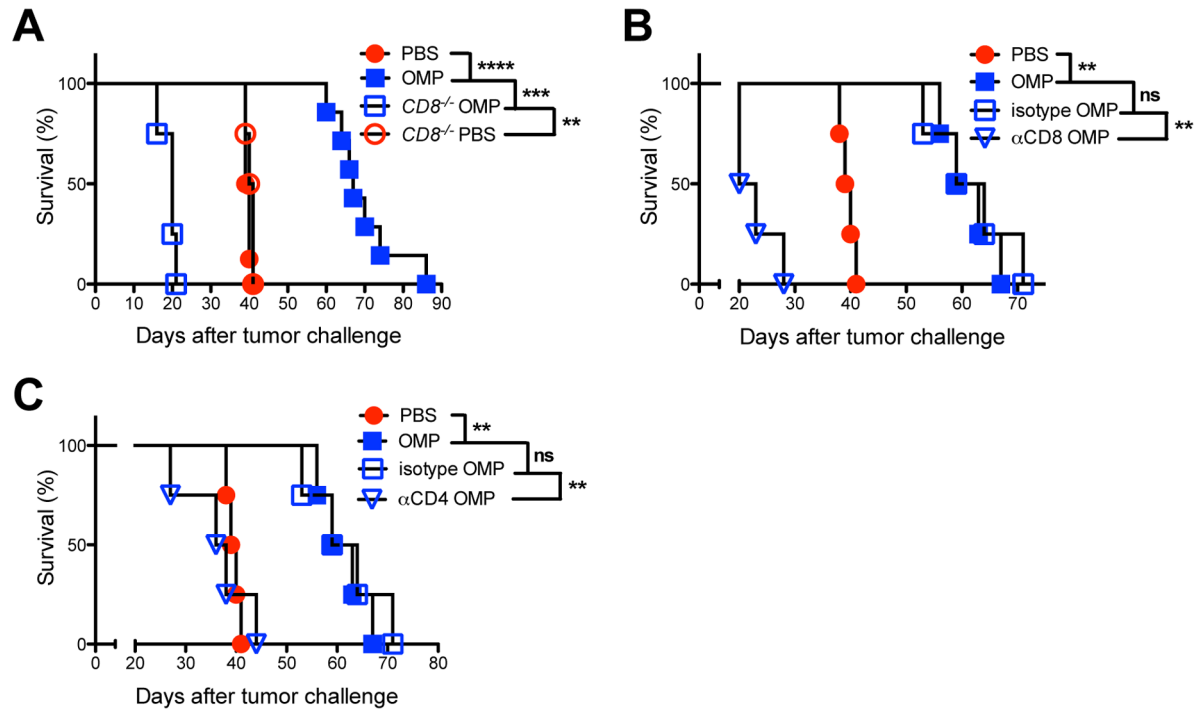 A
PBS
OMP
CD8-/- OMP
CD8-/- PBS
****
***
**
Survival (%)
100
50
0
0 10 20 30 40 50 60 70 80 90
Days after tumor challenge
B
PBS
OMP
isotype OMP
αCD8 OMP
**
ns
**
Survival (%)
100
50
0
0 20 30 40 50 60 70
Days after tumor challenge
C
PBS
OMP
isotype OMP
αCD4 OMP
**
ns
**
Survival (%)
100
50
0
0 20 30 40 50 60 70 80
Days after tumor challenge